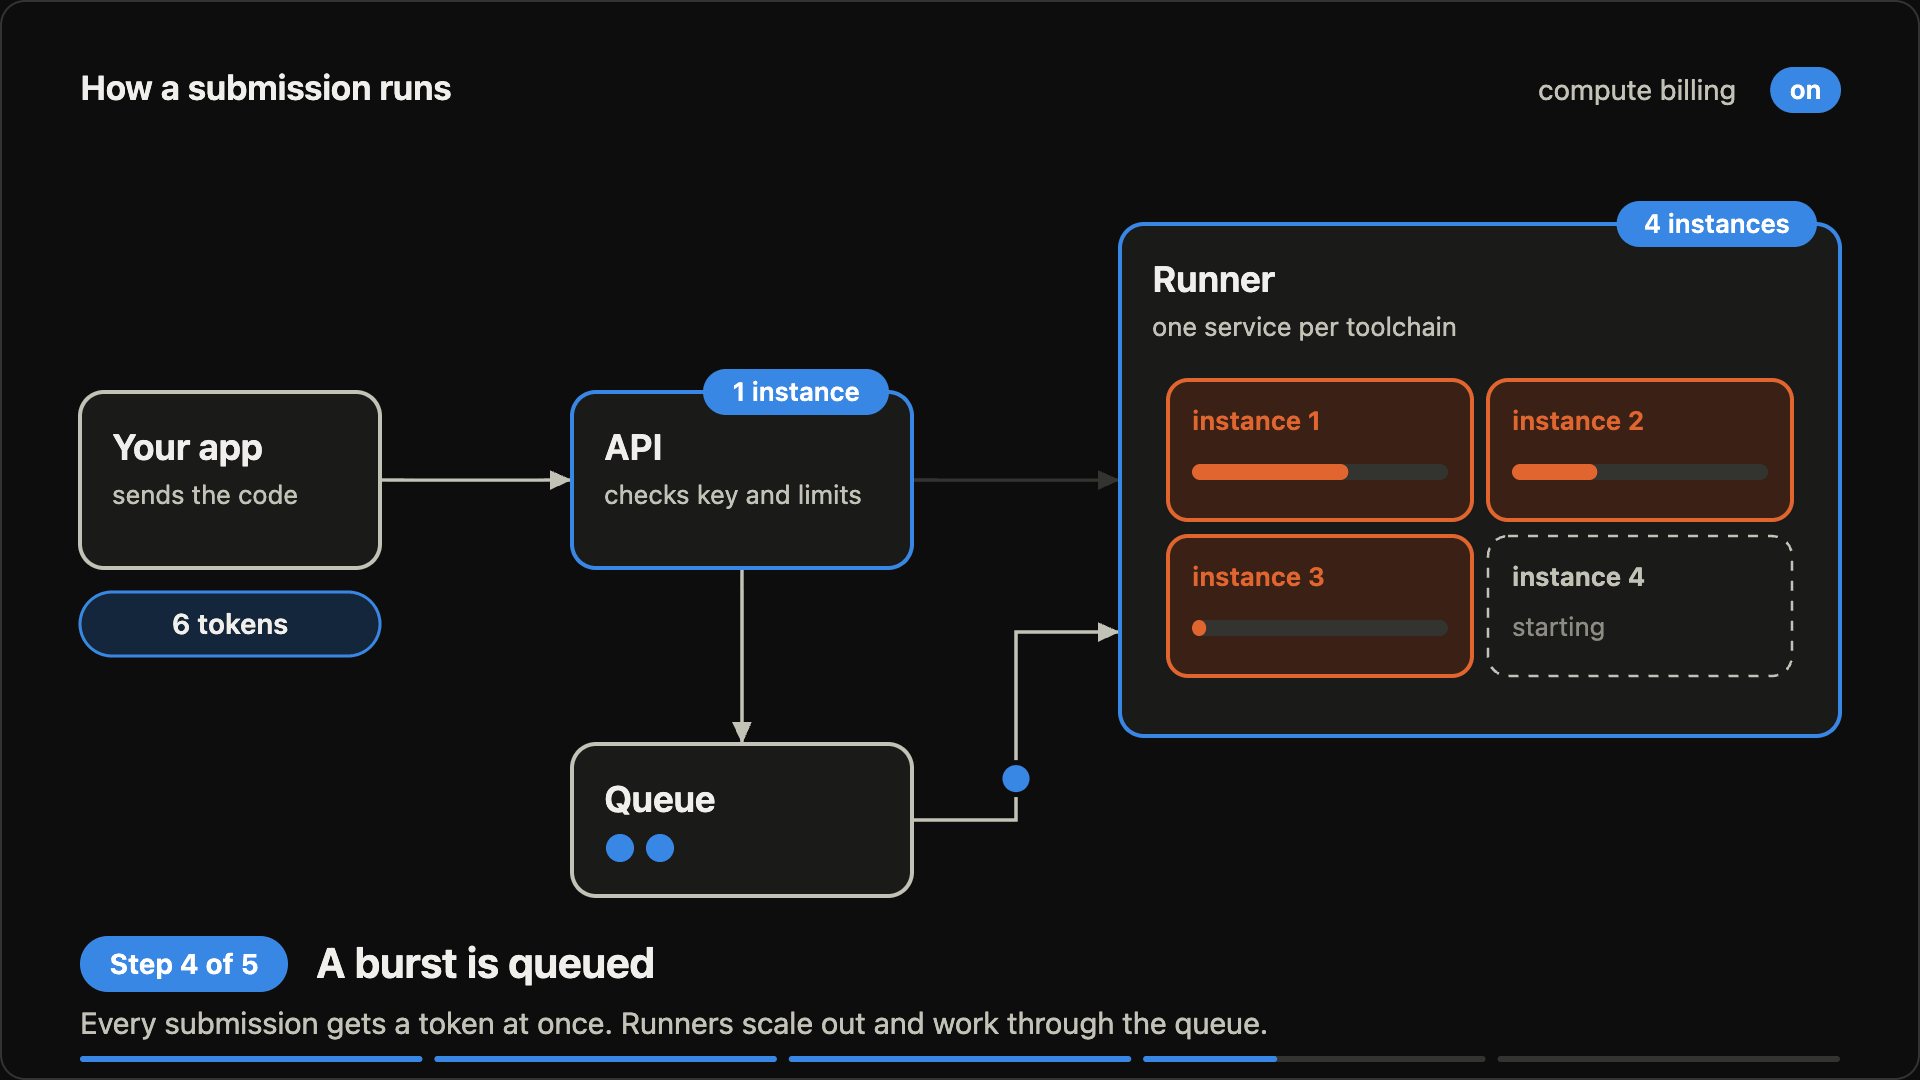 How a submission runs
compute billing
on
4 instances
Runner
one service per toolchain
instance 1
instance 2
instance 3
instance 4
starting
1 instance
API
checks key and limits
Your app
sends the code
6 tokens
Queue
Step 4 of 5
A burst is queued
Every submission gets a token at once. Runners scale out and work through the queue.